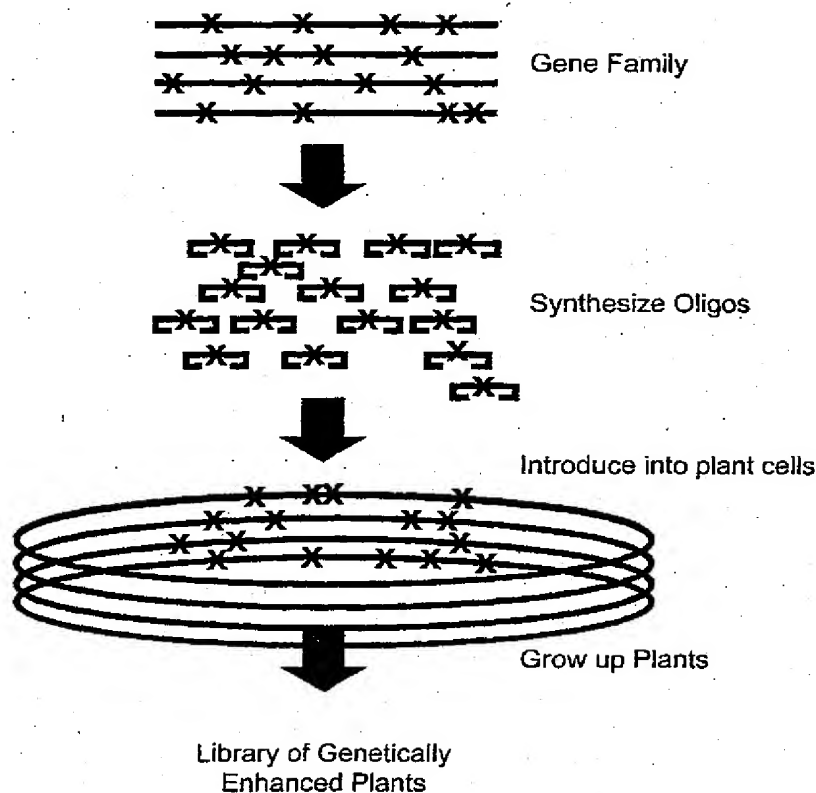 Gene Family
Synthesize Oligos
Introduce into plant cells
Grow up Plants
Library of Genetically
Enhanced Plants